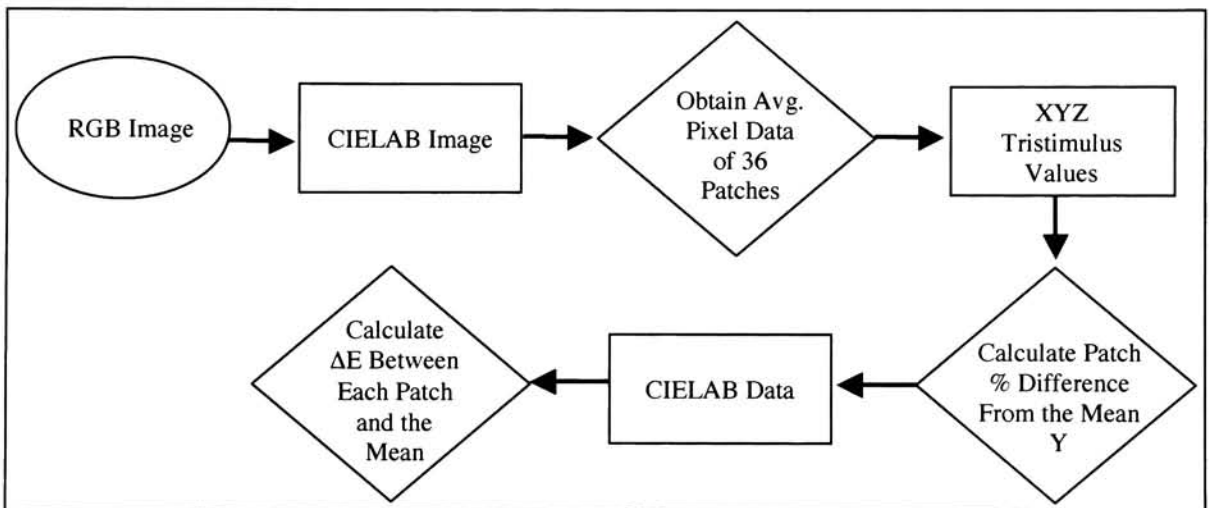 RGB Image
CIELAB Image
Obtain Avg.
Pixel Data
of 36
Patches
XYZ
Tristimulus
Values
Calculate Patch
% Difference
From the Mean
Y
CIELAB Data
Calculate
ΔE Between
Each Patch
and the
Mean